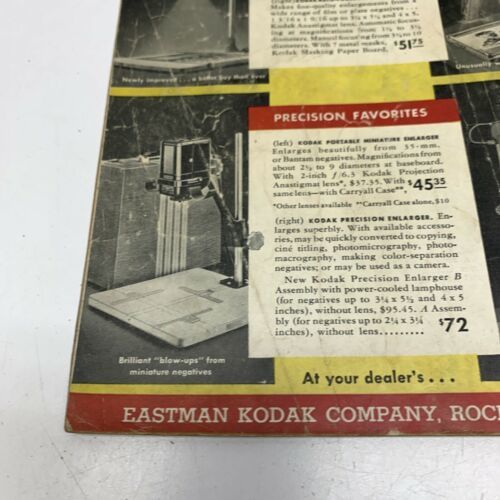 Makes fine-quality enlargements from a
wide range of film or glass negatives
Kodak Anastigmat lens. Automatic focus-
ing at magnifications from
diameters. Manual focusing from
diameters. With 7 metal masks,
Kodak Masking Paper Board, $51.75
Newly improved . . . a better buy than ever
Unusually
PRECISION FAVORITES
(left) KODAK PORTABLE MINIATURE ENLARGER
Enlarges beautifully from 35-mm.
or Bantam negatives. Magnifications from
about 2½ to 9 diameters at baseboard.
With 2-inch f/6.3 Kodak Projection
Anastigmat lens*, $37.35. With
same lens—with Carryall Case**, $45.35
*Other lenses available **Carryall Case alone, $10
(right) KODAK PRECISION ENLARGER. En-
larges superbly. With available accesso-
ries, may be quickly converted to copying,
ciné titling, photomicrography, photo-
macrography, making color-separation
negatives; or may be used as a camera.
New Kodak Precision Enlarger B
Assembly with power-cooled lamphouse
(for negatives up to 3¼ x 5½ and 4 x 5
inches), without lens, $95.45. A Assem-
bly (for negatives up to 2¼ x 3¼
inches), without lens......... $72
Brilliant "blow-ups" from
miniature negatives
At your dealer's . . .
EASTMAN KODAK COMPANY, ROC